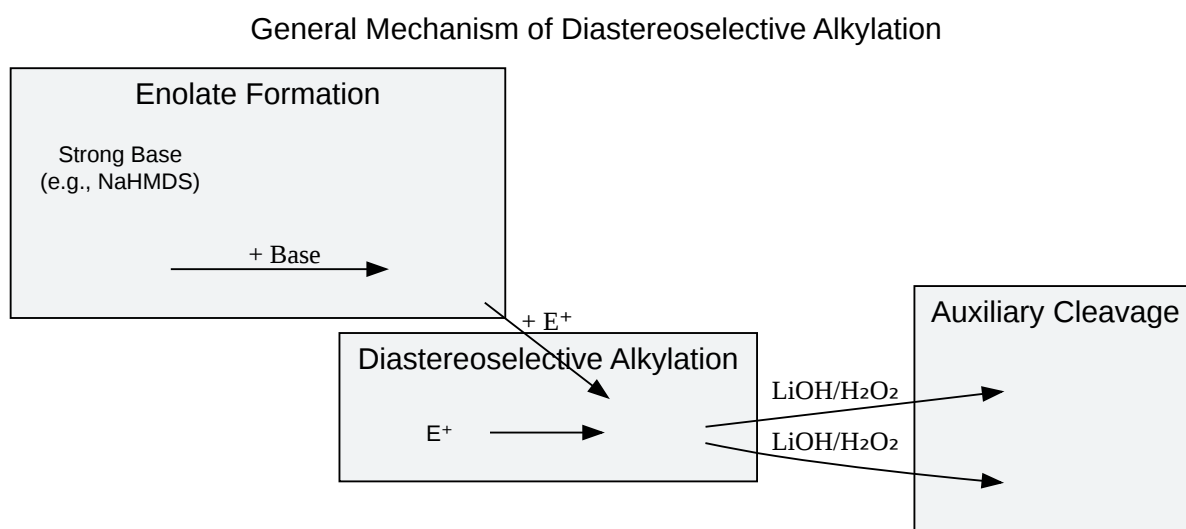 General Mechanism of Diastereoselective Alkylation
Enolate Formation
Strong Base
(e.g., NaHMDS)
+ Base
+ E⁺
Diastereoselective Alkylation
E⁺
Auxiliary Cleavage
LiOH/H₂O₂
LiOH/H₂O₂